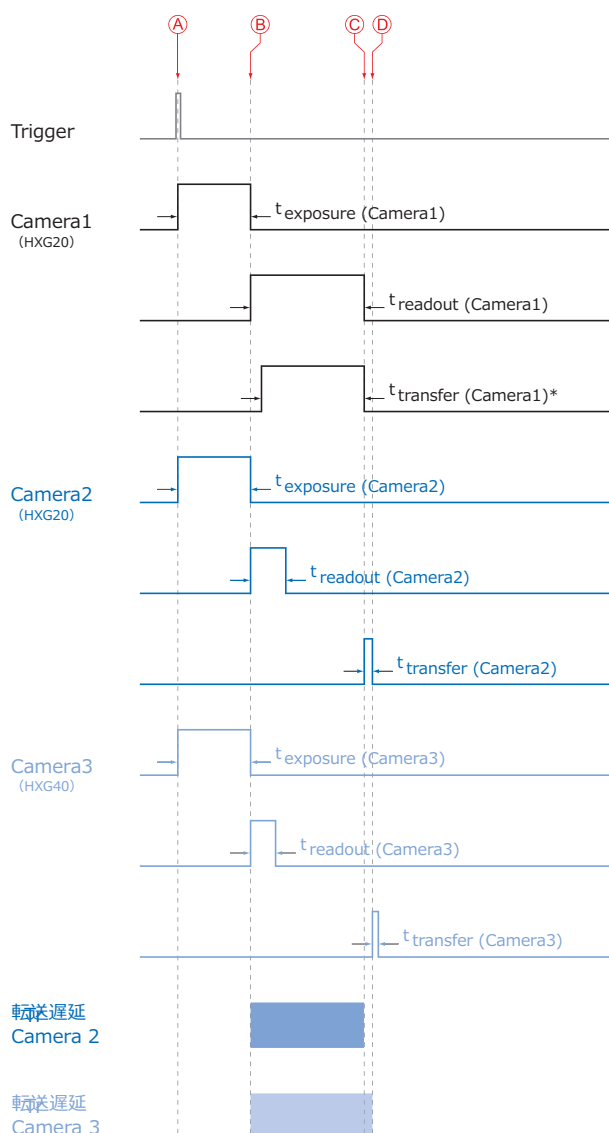 Ⓐ Ⓑ Ⓒ Ⓓ
Trigger
Camera1
（HXG20）
t exposure (Camera1)
t readout (Camera1)
t transfer (Camera1)*
Camera2
（HXG20）
t exposure (Camera2)
t readout (Camera2)
t transfer (Camera2)
Camera3
（HXG40）
t exposure (Camera3)
t readout (Camera3)
t transfer (Camera3)
転送遅延
Camera 2
転送遅延
Camera 3